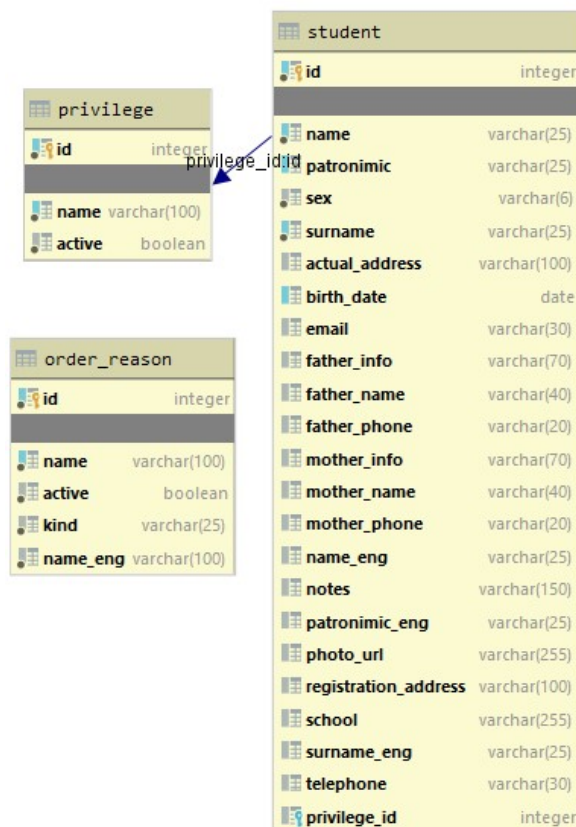 privilege
id integer
name varchar(100)
active boolean
privilege_id:id
order_reason
id integer
name varchar(100)
active boolean
kind varchar(25)
name_eng varchar(100)
student
id integer
name varchar(25)
patronimic varchar(25)
sex varchar(6)
surname varchar(25)
actual_address varchar(100)
birth_date date
email varchar(30)
father_info varchar(70)
father_name varchar(40)
father_phone varchar(20)
mother_info varchar(70)
mother_name varchar(40)
mother_phone varchar(20)
name_eng varchar(25)
notes varchar(150)
patronimic_eng varchar(25)
photo_url varchar(255)
registration_address varchar(100)
school varchar(255)
surname_eng varchar(25)
telephone varchar(30)
privilege_id integer